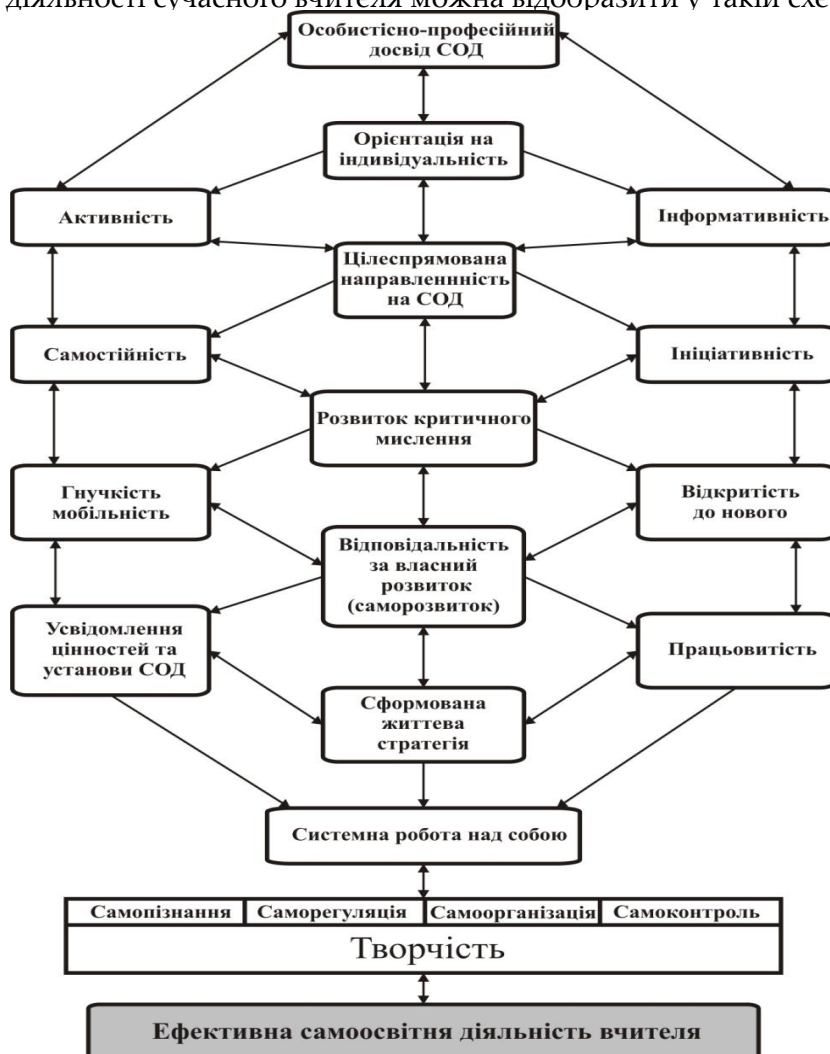 діяльності сучасного вчителя можна відобразити у такій схе
Особистісно-професійний
досвід СОД
Орієнтація на
індивідуальність
Активність
Інформативність
Цілеспрямована
направленнність
на СОД
Самостійність
Ініціативність
Розвиток критичного
мислення
Гнучкість
мобільність
Відкритість
до нового
Відповідальність
за власний
розвиток
(саморозвиток)
Усвідомлення
цінностей та
установи СОД
Працьовитість
Сформована
життева
стратегія
Системна робота над собою
Самопізнання Саморегуляція Самоорганізація Самоконтроль
Творчість
Ефективна самоосвітня діяльність вчителя